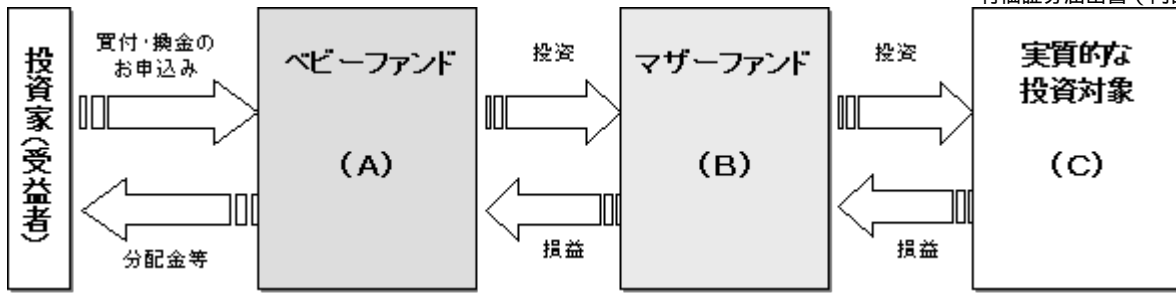 投資家(受益者)
買付・換金の
お申込み
分配金等
ベビーファンド
(A)
投資
損益
マザーファンド
(B)
投資
損益
実質的な
投資対象
(C)